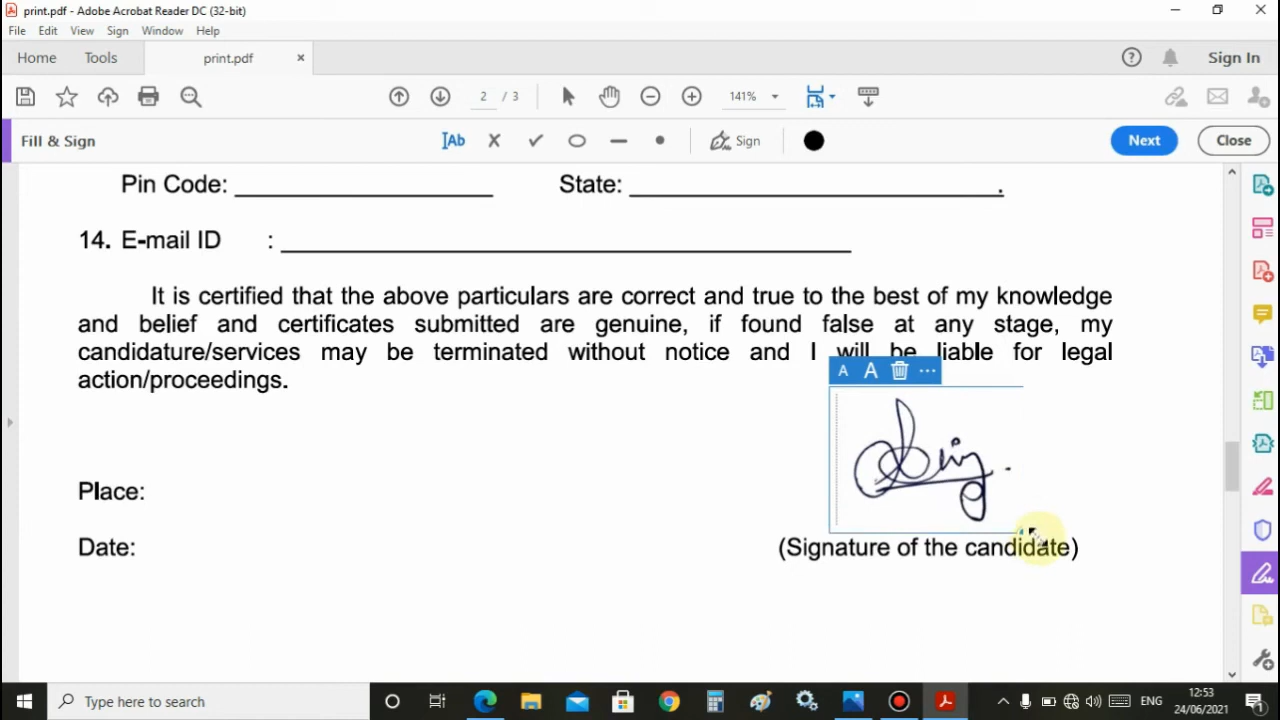 print.pdf - Adobe Acrobat Reader DC (32-bit)
File Edit View Sign Window Help
Home Tools print.pdf × ? Sign In
2 / 3 141%
Fill & Sign Ab Sign Next Close
Pin Code: State: .
14. E-mail ID :
It is certified that the above particulars are correct and true to the best of my knowledge
and belief and certificates submitted are genuine, if found false at any stage, my
candidature/services may be terminated without notice and I will be liable for legal
action/proceedings.
A A ...
Place:
Date: (Signature of the candidate)
Type here to search ENG 12:53
24/06/2021 1